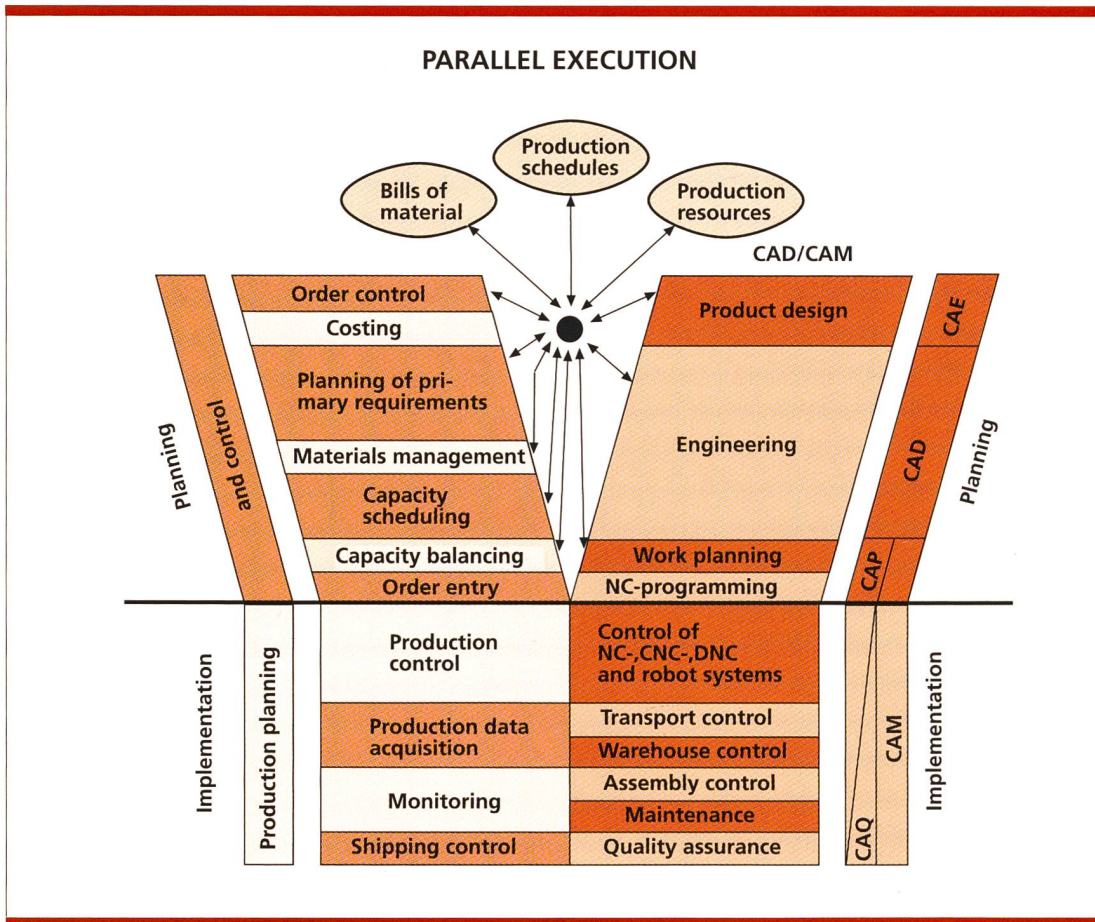 PARALLEL EXECUTION
Production
schedules
Bills of
material
Production
resources
CAD/CAM
Order control
Costing
Planning of pri-
mary requirements
Materials management
Capacity
scheduling
Capacity balancing
Order entry
Product design
Engineering
Work planning
NC-programming
Planning
and control
CAE
CAD
CAP
Planning
Production
control
Production data
acquisition
Monitoring
Shipping control
Control of
NC-,CNC-,DNC
and robot systems
Transport control
Warehouse control
Assembly control
Maintenance
Quality assurance
Implementation
Production planning
CAQ
CAM
Implementation